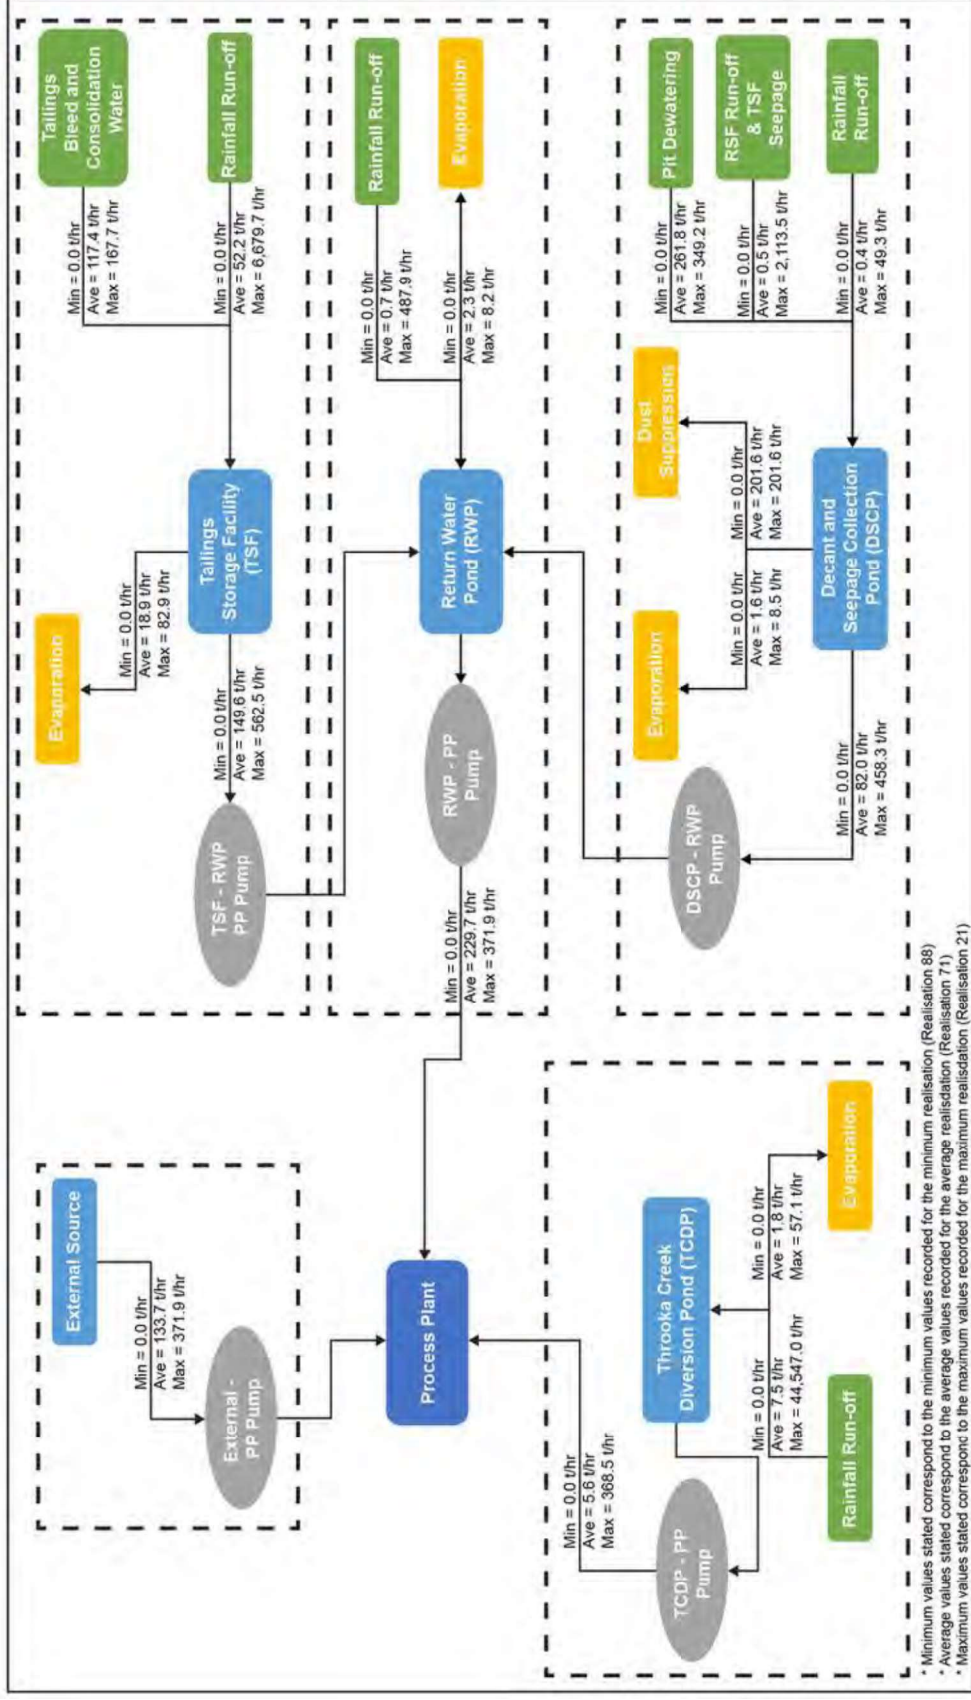 External Source
Min = 0.0 t/hr
Ave = 133.7 t/hr
Max = 371.9 t/hr
External -
PP Pump
Process Plant
Min = 0.0 t/hr
Ave = 5.6 t/hr
Max = 368.5 t/hr
TCDP - PP
Pump
Throoka Creek
Diversion Pond (TCDP)
Min = 0.0 t/hr
Ave = 7.5 t/hr
Max = 44,547.0 t/hr
Rainfall Run-off
Min = 0.0 t/hr
Ave = 1.8 t/hr
Max = 57.1 t/hr
Evaporation
Evaporation
Min = 0.0 t/hr
Ave = 18.9 t/hr
Max = 82.9 t/hr
Tailings
Storage Facility
(TSF)
Min = 0.0 t/hr
Ave = 149.6 t/hr
Max = 562.5 t/hr
TSF - RWP
PP Pump
Tailings
Bleed and
Consolidation
Water
Min = 0.0 t/hr
Ave = 117.4 t/hr
Max = 167.7 t/hr
Rainfall Run-off
Min = 0.0 t/hr
Ave = 52.2 t/hr
Max = 6,679.7 t/hr
Rainfall Run-off
Min = 0.0 t/hr
Ave = 0.7 t/hr
Max = 487.9 t/hr
Evaporation
Min = 0.0 t/hr
Ave = 2.3 t/hr
Max = 8.2 t/hr
Return Water
Pond (RWP)
RWP - PP
Pump
Min = 0.0 t/hr
Ave = 229.7 t/hr
Max = 371.9 t/hr
Pit Dewatering
Min = 0.0 t/hr
Ave = 261.8 t/hr
Max = 349.2 t/hr
RSF Run-off
& TSF
Seepage
Min = 0.0 t/hr
Ave = 0.5 t/hr
Max = 2,113.5 t/hr
Rainfall
Run-off
Min = 0.0 t/hr
Ave = 0.4 t/hr
Max = 49.3 t/hr
Dust
Suppression
Min = 0.0 t/hr
Ave = 201.6 t/hr
Max = 201.6 t/hr
Evaporation
Min = 0.0 t/hr
Ave = 1.6 t/hr
Max = 8.5 t/hr
Decant and
Seepage Collection
Pond (DSCP)
Min = 0.0 t/hr
Ave = 82.0 t/hr
Max = 458.3 t/hr
DSCP - RWP
Pump
* Minimum values stated correspond to the minimum values recorded for the minimum realisation (Realisation 88)
* Average values stated correspond to the average values recorded for the average realisdation (Realisation 71)
* Maximum values stated correspond to the maximum values recorded for the maximum realisdation (Realisation 21)